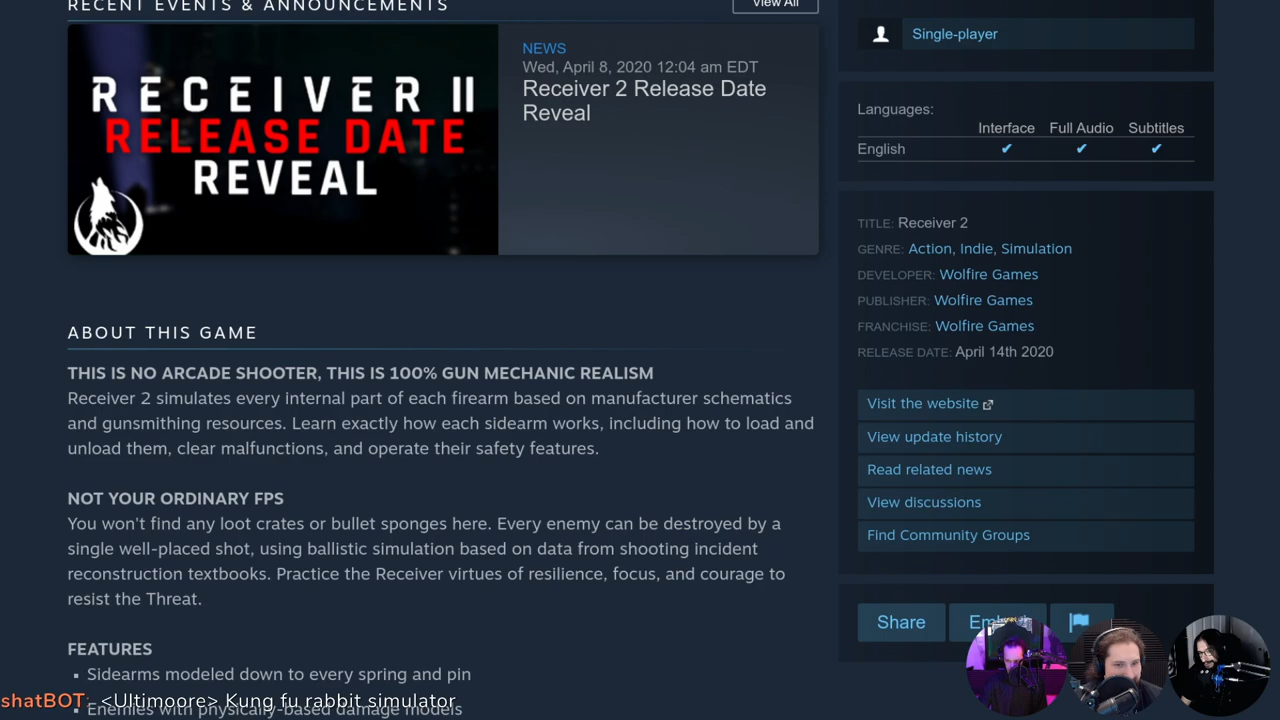 RECENT EVENTS & ANNOUNCEMENTS
View All
RECEIVER II
RELEASE DATE
REVEAL
NEWS
Wed, April 8, 2020 12:04 am EDT
Receiver 2 Release Date
Reveal
ABOUT THIS GAME
THIS IS NO ARCADE SHOOTER, THIS IS 100% GUN MECHANIC REALISM
Receiver 2 simulates every internal part of each firearm based on manufacturer schematics
and gunsmithing resources. Learn exactly how each sidearm works, including how to load and
unload them, clear malfunctions, and operate their safety features.
NOT YOUR ORDINARY FPS
You won't find any loot crates or bullet sponges here. Every enemy can be destroyed by a
single well-placed shot, using ballistic simulation based on data from shooting incident
reconstruction textbooks. Practice the Receiver virtues of resilience, focus, and courage to
resist the Threat.
FEATURES
▪ Sidearms modeled down to every spring and pin
▪ Enemies with physically-based damage models
shatBOT: <Ultimoore> Kung fu rabbit simulator
Single-player
Languages:
Interface Full Audio Subtitles
English ✔ ✔ ✔
TITLE: Receiver 2
GENRE: Action, Indie, Simulation
DEVELOPER: Wolfire Games
PUBLISHER: Wolfire Games
FRANCHISE: Wolfire Games
RELEASE DATE: April 14th 2020
Visit the website
View update history
Read related news
View discussions
Find Community Groups
Share